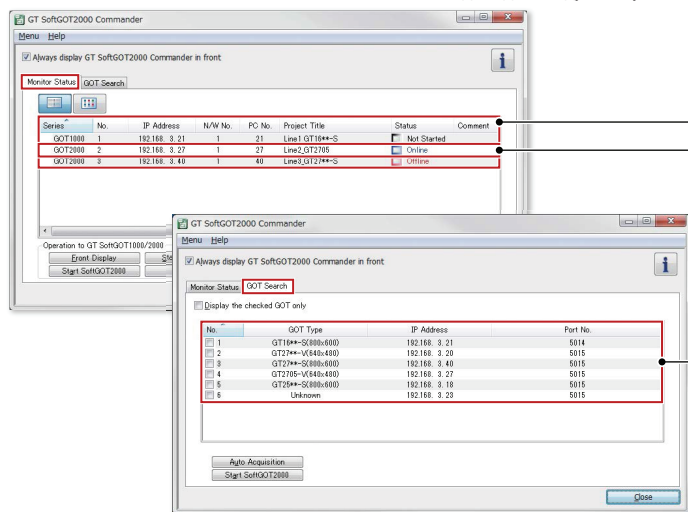 GT SoftGOT2000 Commander
Menu Help
Always display GT SoftGOT2000 Commander in front
Monitor Status GOT Search
Series No. IP Address N/W No. PC No. Project Title Status Comment
GOT1000 1 192.168. 3. 21 1 21 Line1_GT16**-S Not Started
GOT2000 2 192.168. 3. 27 1 27 Line2_GT2705 Online
GOT2000 3 192.168. 3. 40 1 40 Line3_GT27**-S Offline
Operation to GT SoftGOT1000/2000
Front Display
Start SoftGOT2000
GT SoftGOT2000 Commander
Menu Help
Always display GT SoftGOT2000 Commander in front
Monitor Status GOT Search
Display the checked GOT only
No. GOT Type IP Address Port No.
1 GT16**-S(800x600) 192.168. 3. 21 5014
2 GT27**-V(640x480) 192.168. 3. 20 5015
3 GT27**-S(800x600) 192.168. 3. 40 5015
4 GT2705-V(640x480) 192.168. 3. 27 5015
5 GT25**-S(800x600) 192.168. 3. 18 5015
6 Unknown 192.168. 3. 23 5015
Auto Acquisition
Start SoftGOT2000
Close